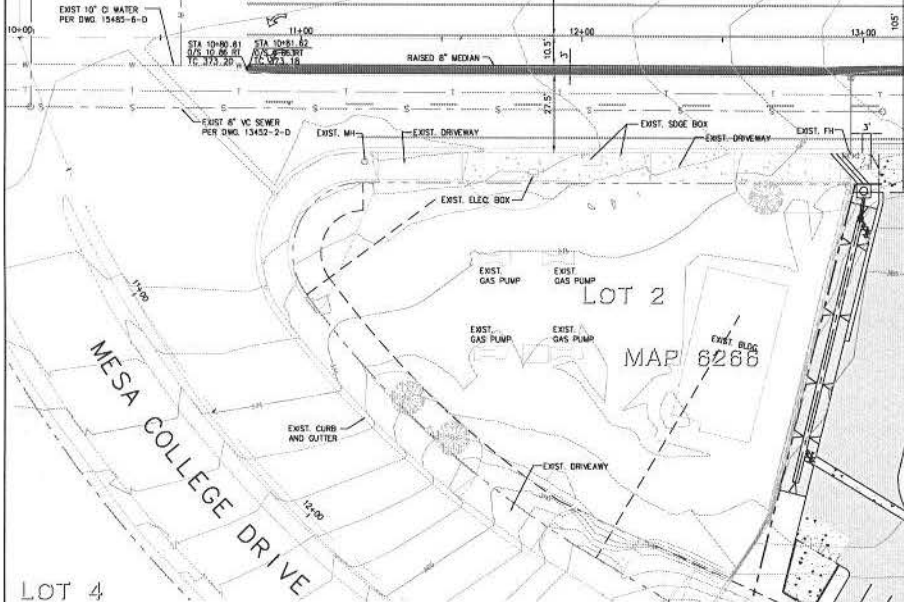 EXIST 10" CI WATER
PER DWG. 15485-6-D
10+00
11+00
12+00
13+00
105'
STA 10+80.61
O/S 10.86 RT
TC 373.20
STA 10+81.62
TC 373.18
RAISED 8" MEDIAN
10.5'
3'
27.5'
EXIST 8" VC SEWER
PER DWG. 13452-2-D
EXIST. MH
EXIST. DRIVEWAY
EXIST. SDGE BOX
EXIST. DRIVEWAY
EXIST. FH
3'
EXIST. ELEC. BOX
EXIST.
GAS PUMP
EXIST.
GAS PUMP
LOT 2
EXIST.
GAS PUMP
EXIST.
GAS PUMP
MAP 6266
EXIST. BLDG
11+00
MESA COLLEGE DRIVE
EXIST. CURB
AND GUTTER
EXIST. DRIVEAWY
12+00
LOT 4